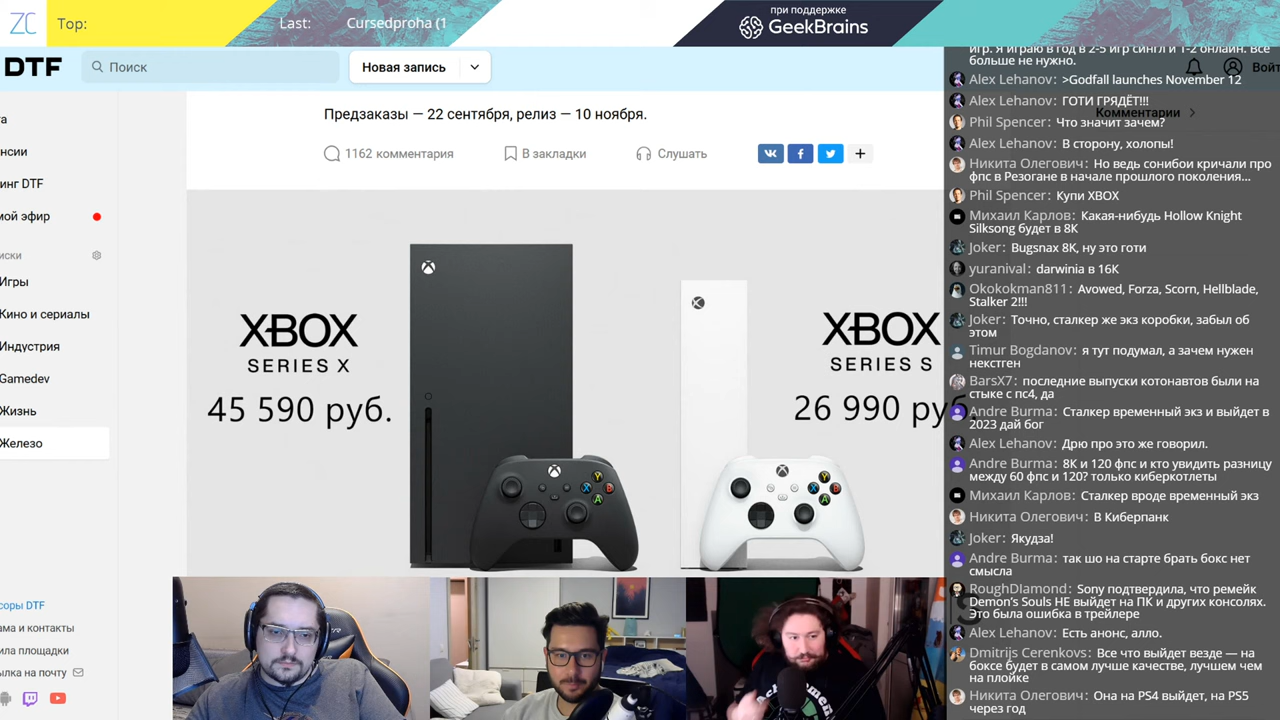 ZC
Top:
Last:
Cursedproha (1
при поддержке
GeekBrains
DTF
Поиск
Новая запись
Войт
Комментарии
та
нсии
инг DTF
мой эфир
иски
Игры
Кино и сериалы
Индустрия
Gamedev
Жизнь
Железо
соры DTF
ама и контакты
ила площадки
ылка на почту
Предзаказы — 22 сентября, релиз — 10 ноября.
1162 комментария
В закладки
Слушать
XBOX
SERIES X
45 590 руб.
XBOX
SERIES S
26 990 руб.
игр. Я играю в год в 2-5 игр сингл и 1-2 онлайн. Все
больше не нужно.
Alex Lehanov: >Godfall launches November 12
Alex Lehanov: ГОТИ ГРЯДЁТ!!!
Phil Spencer: Что значит зачем?
Alex Lehanov: В сторону, холопы!
Никита Олегович: Но ведь сонибои кричали про
фпс в Резогане в начале прошлого поколения...
Phil Spencer: Купи XBOX
Михаил Карлов: Какая-нибудь Hollow Knight
Silksong будет в 8К
Joker: Bugsnax 8K, ну это готи
yuranival: darwinia в 16К
Okokokman811: Avowed, Forza, Scorn, Hellblade,
Stalker 2!!!
Joker: Точно, сталкер же экз коробки, забыл об
этом
Timur Bogdanov: я тут подумал, а зачем нужен
некстген
BarsX7: последние выпуски котонавтов были на
стыке с пс4, да
Andre Burma: Сталкер временный экз и выйдет в
2023 дай бог
Alex Lehanov: Дрю про это же говорил.
Andre Burma: 8К и 120 фпс и кто увидить разницу
между 60 фпс и 120? только киберкотлеты
Михаил Карлов: Сталкер вроде временный экз
Никита Олегович: В Киберпанк
Joker: Якудза!
Andre Burma: так шо на старте брать бокс нет
смысла
RoughDIamond: Sony подтвердила, что ремейк
Demon's Souls НЕ выйдет на ПК и других консолях.
Это была ошибка в трейлере
Alex Lehanov: Есть анонс, алло.
Dmitrijs Cerenkovs: Все что выйдет везде — на
боксе будет в самом лучше качестве, лучшем чем
на плойке
Никита Олегович: Она на PS4 выйдет, на PS5
через год